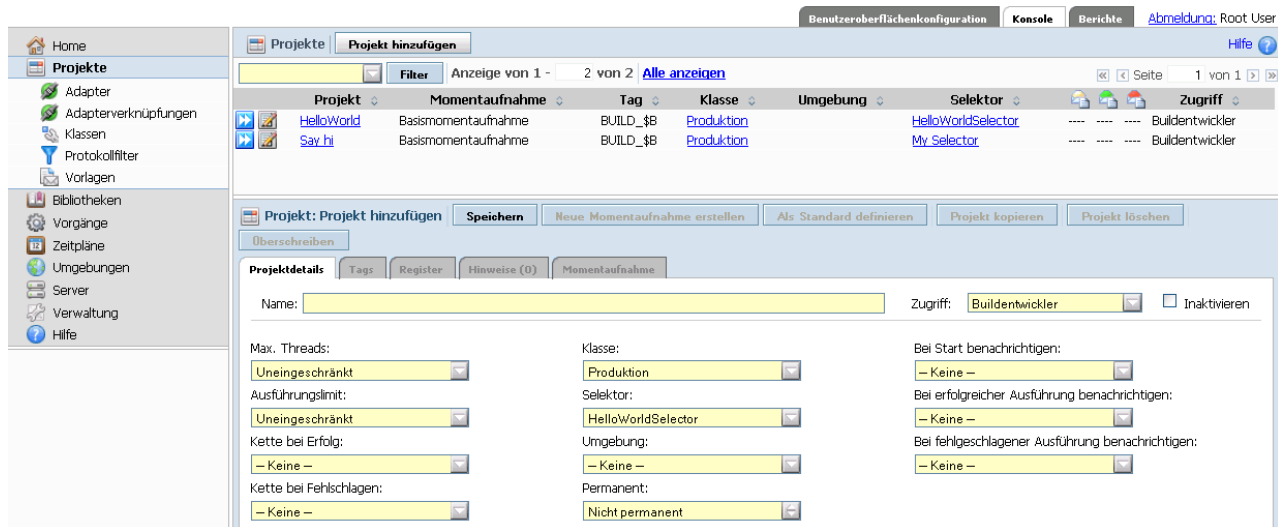 Benutzeroberflächenkonfiguration Konsole Berichte Abmeldung: Root User
Home
Projekte
Adapter
Adapterverknüpfungen
Klassen
Protokollfilter
Vorlagen
Bibliotheken
Vorgänge
Zeitpläne
Umgebungen
Server
Verwaltung
Hilfe
Projekte Projekt hinzufügen Hilfe
Filter Anzeige von 1 - 2 von 2 Alle anzeigen Seite 1 von 1
Projekt Momentaufnahme Tag Klasse Umgebung Selektor Zugriff
HelloWorld Basismomentaufnahme BUILD_$B Produktion HelloWorldSelector ---- ---- ---- Buildentwickler
Say hi Basismomentaufnahme BUILD_$B Produktion My Selector ---- ---- ---- Buildentwickler
Projekt: Projekt hinzufügen Speichern Neue Momentaufnahme erstellen Als Standard definieren Projekt kopieren Projekt löschen
Überschreiben
Projektdetails Tags Register Hinweise (0) Momentaufnahme
Name: Zugriff: Buildentwickler Inaktivieren
Max. Threads: Klasse: Bei Start benachrichtigen:
Uneingeschränkt Produktion -- Keine --
Ausführungslimit: Selektor: Bei erfolgreicher Ausführung benachrichtigen:
Uneingeschränkt HelloWorldSelector -- Keine --
Kette bei Erfolg: Umgebung: Bei fehlgeschlagener Ausführung benachrichtigen:
-- Keine -- -- Keine -- -- Keine --
Kette bei Fehlschlagen: Permanent:
-- Keine -- Nicht permanent